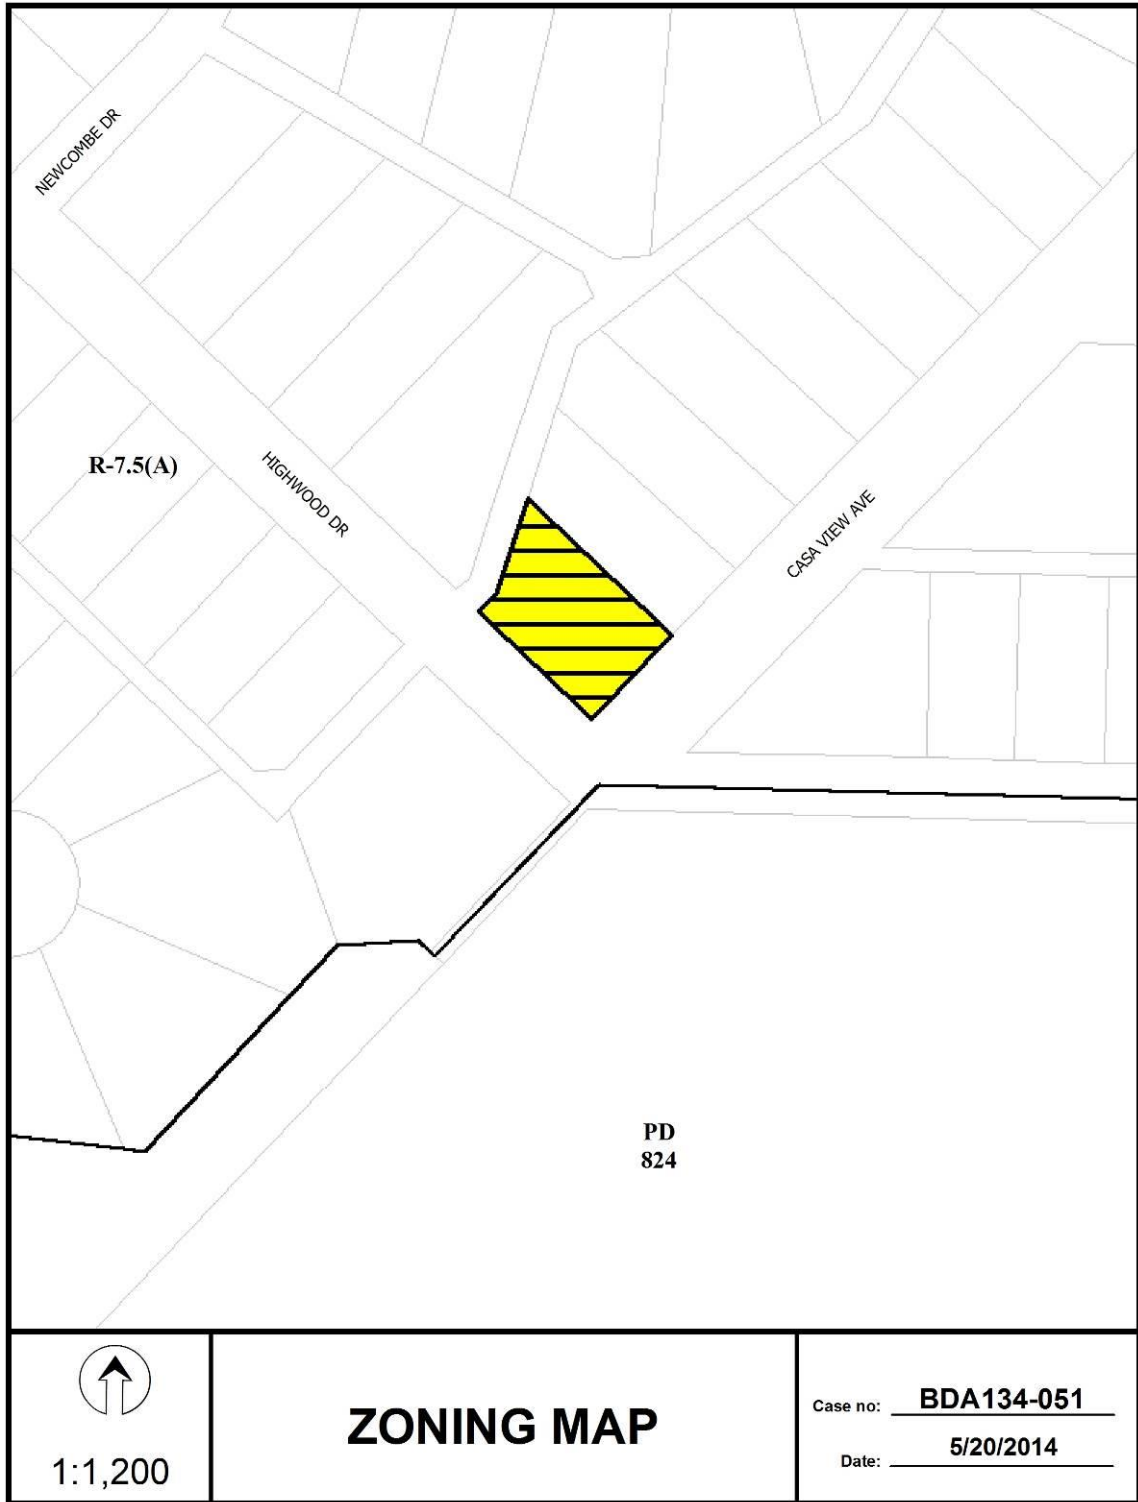 NEWCOMBE DR
R-7.5(A)
HIGHWOOD DR
CASA VIEW AVE
PD
824
1:1,200
ZONING MAP
Case no: BDA134-051
Date: 5/20/2014